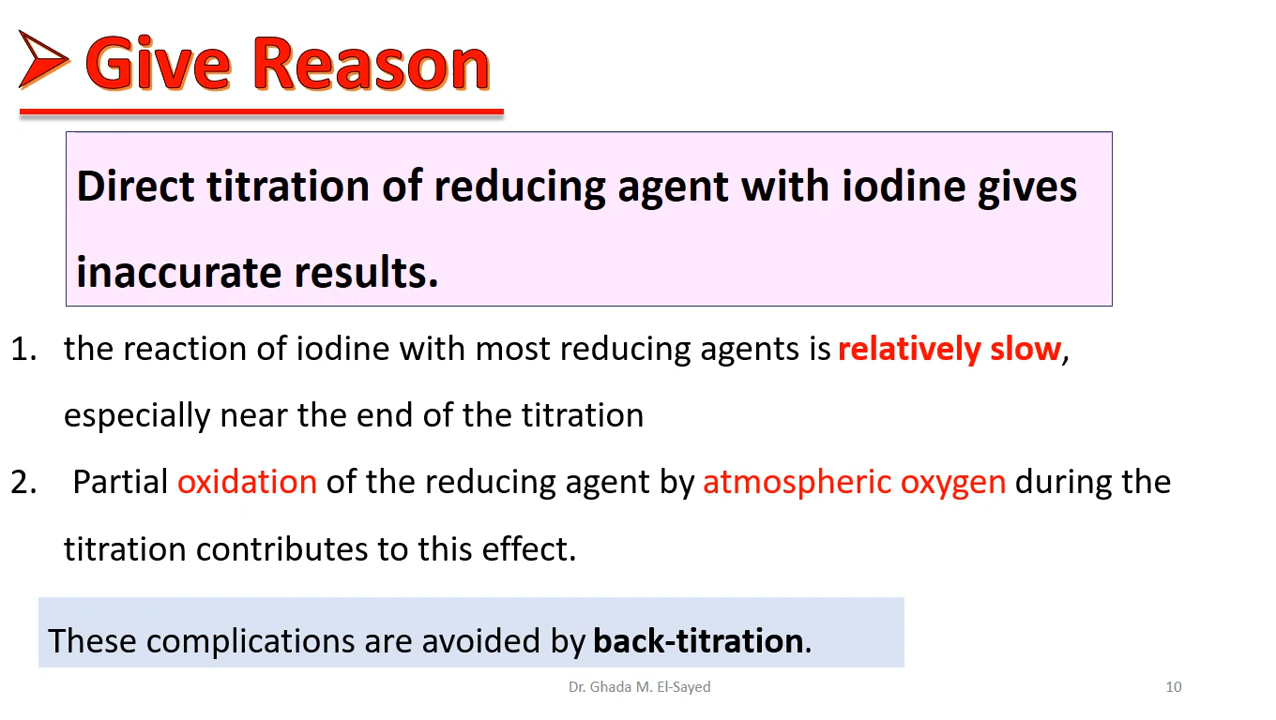 Give Reason
Direct titration of reducing agent with iodine gives
inaccurate results.
1. the reaction of iodine with most reducing agents is relatively slow,
especially near the end of the titration
2. Partial oxidation of the reducing agent by atmospheric oxygen during the
titration contributes to this effect.
These complications are avoided by back-titration.
Dr. Ghada M. El-Sayed
10